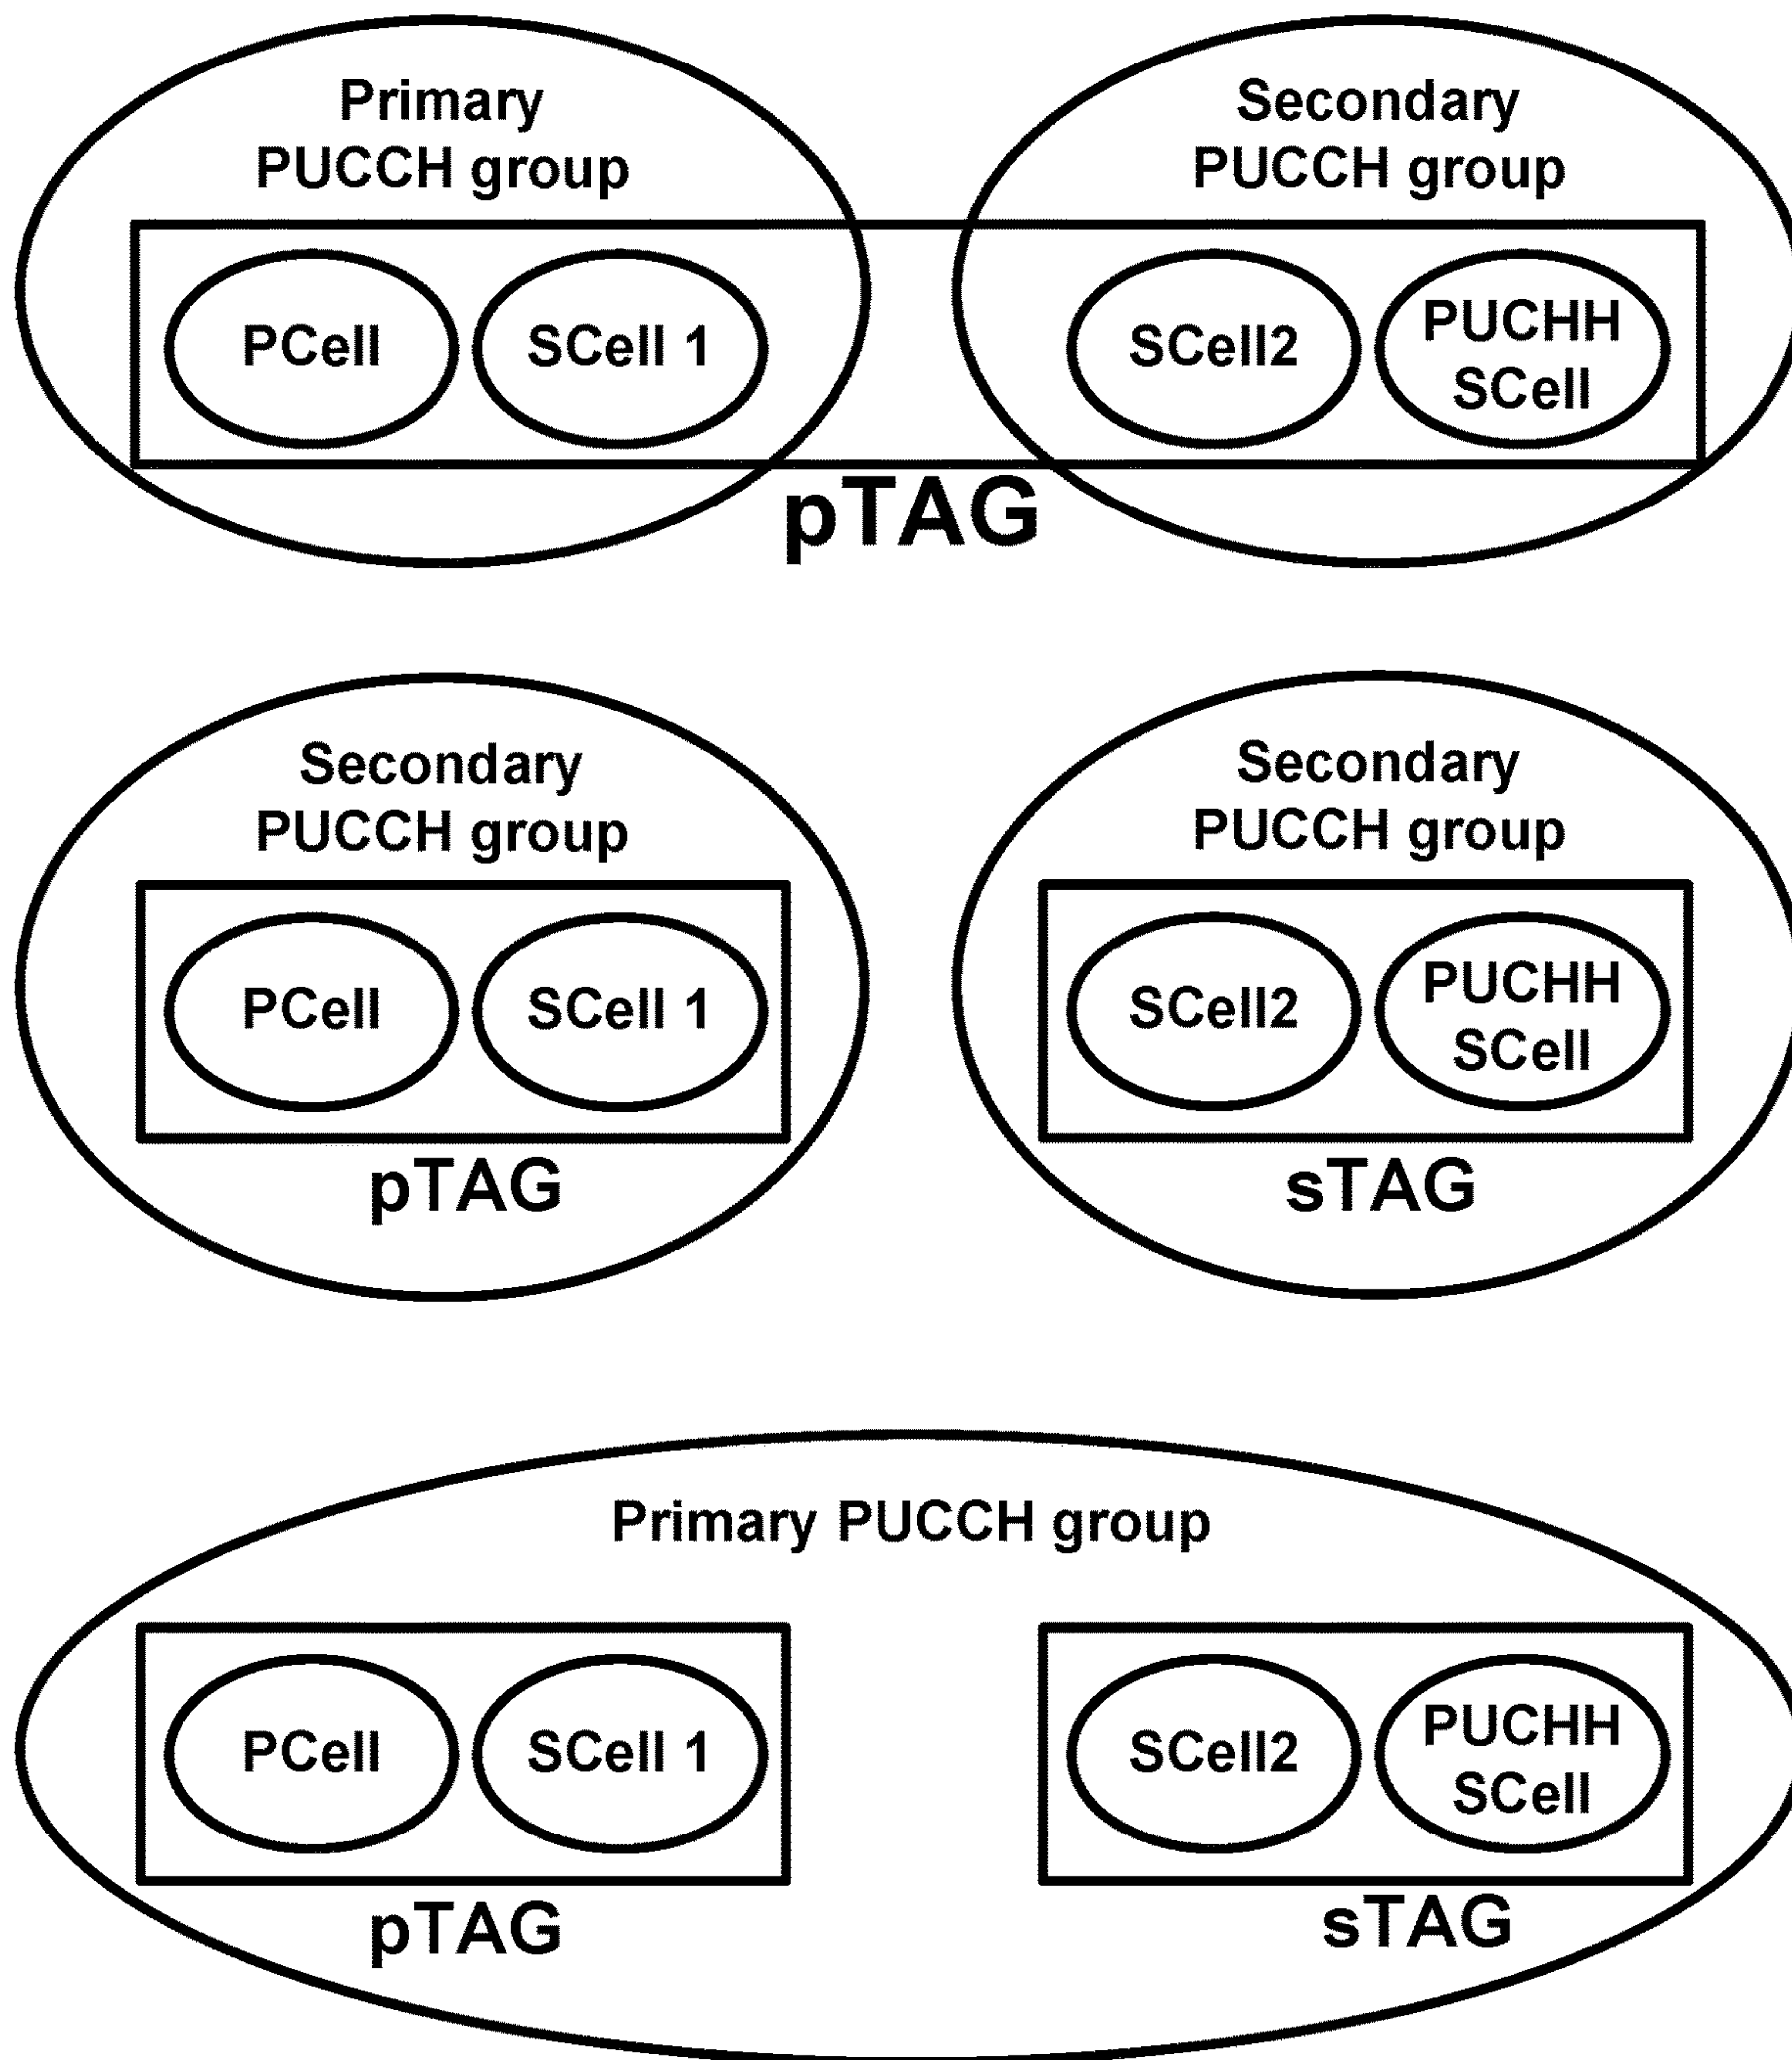 Primary
PUCCH group
Secondary
PUCCH group
PCell
SCell 1
SCell2
PUCHH
SCell
pTAG
Secondary
PUCCH group
Secondary
PUCCH group
PCell
SCell 1
SCell2
PUCHH
SCell
pTAG
sTAG
Primary PUCCH group
PCell
SCell 1
SCell2
PUCHH
SCell
pTAG
sTAG